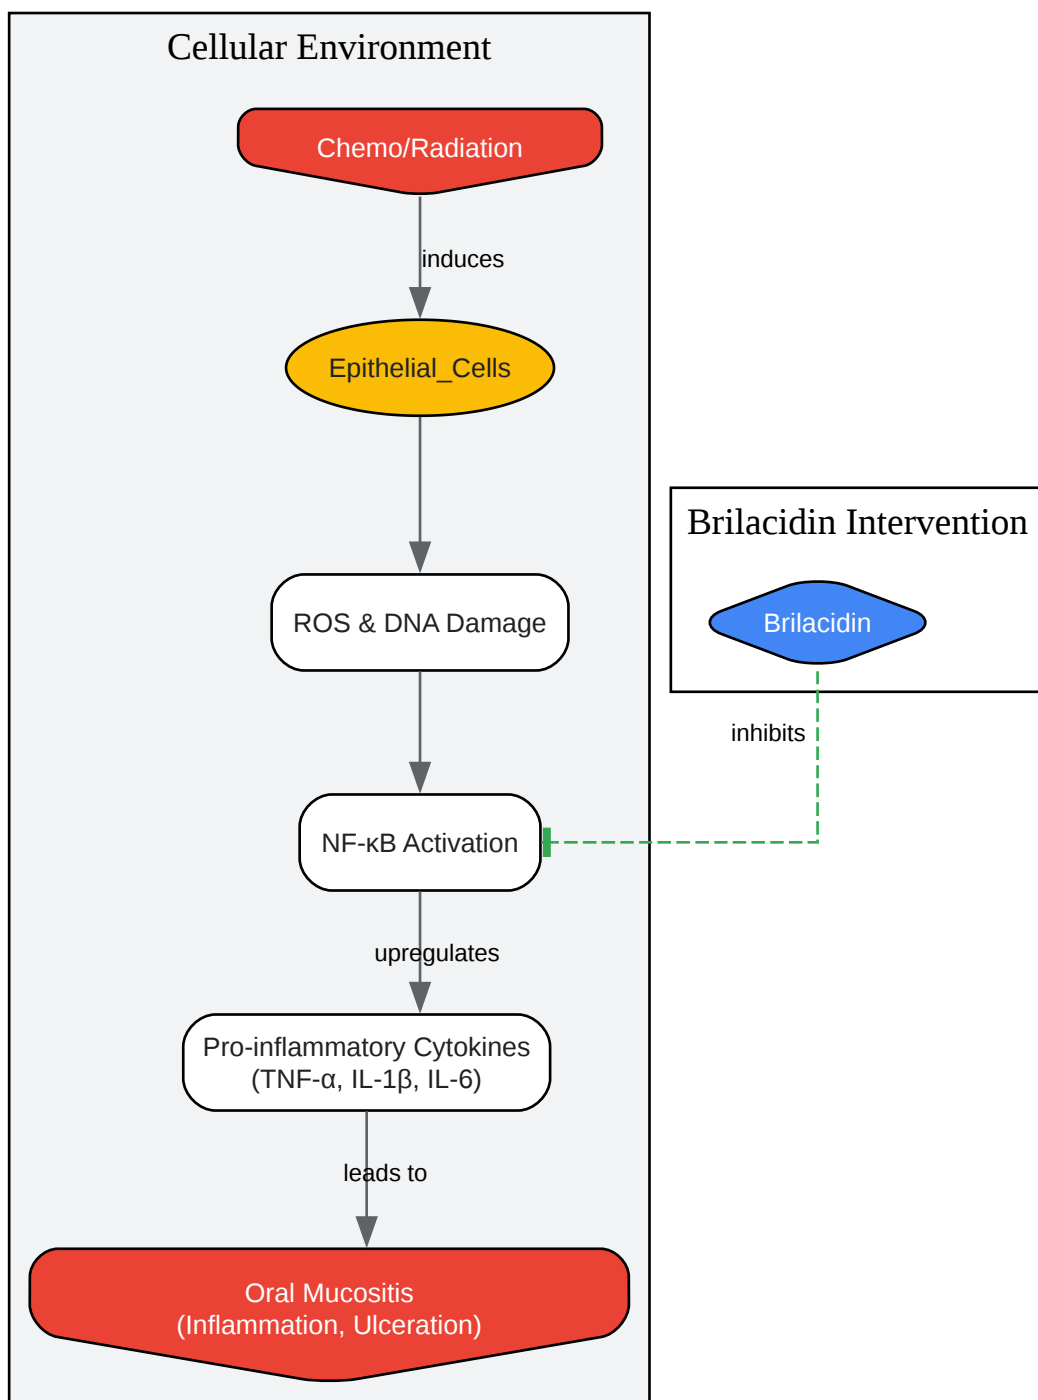 Cellular Environment
Chemo/Radiation
induces
Epithelial_Cells
Brilacidin Intervention
Brilacidin
ROS & DNA Damage
inhibits
NF-κB Activation
upregulates
Pro-inflammatory Cytokines
(TNF-α, IL-1β, IL-6)
leads to
Oral Mucositis
(Inflammation, Ulceration)